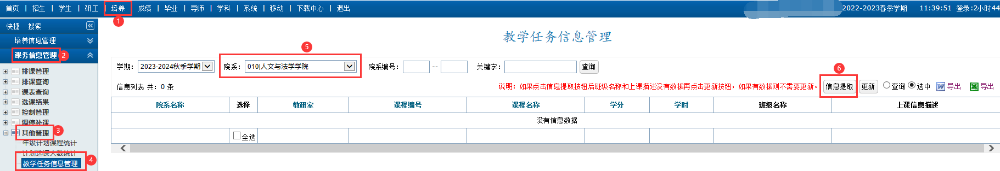 首页 | 招生 | 学生 | 研工 | 培养 | 成绩 | 毕业 | 导师 | 学科 | 系统 | 移动 | 下载中心 | 退出 2022-2023春季学期 11:39:51 登录:2小时44
1
快捷 搜索
培养信息管理
课务信息管理 2
排课管理
排课查询
课表查询
选课结果
控制管理
调停补课
其他管理 3
年级计划课程统计
计划选课人数统计
教学任务信息管理 4
教学任务信息管理
5
学期: 2023-2024秋季学期 院系: 010|人文与法学学院 院系编号: -- 关键字: 查询
6
信息列表 共: 0 条 说明: 如果点击信息提取按钮后班级名称和上课描述没有数据再点击更新按钮，如果有数据则不需要更新。 信息提取 更新 查询 选中 导出 导出
院系名称 选择 教研室 课程编号 课程名称 学分 学时 班级名称 上课信息描述
没有信息数据
全选